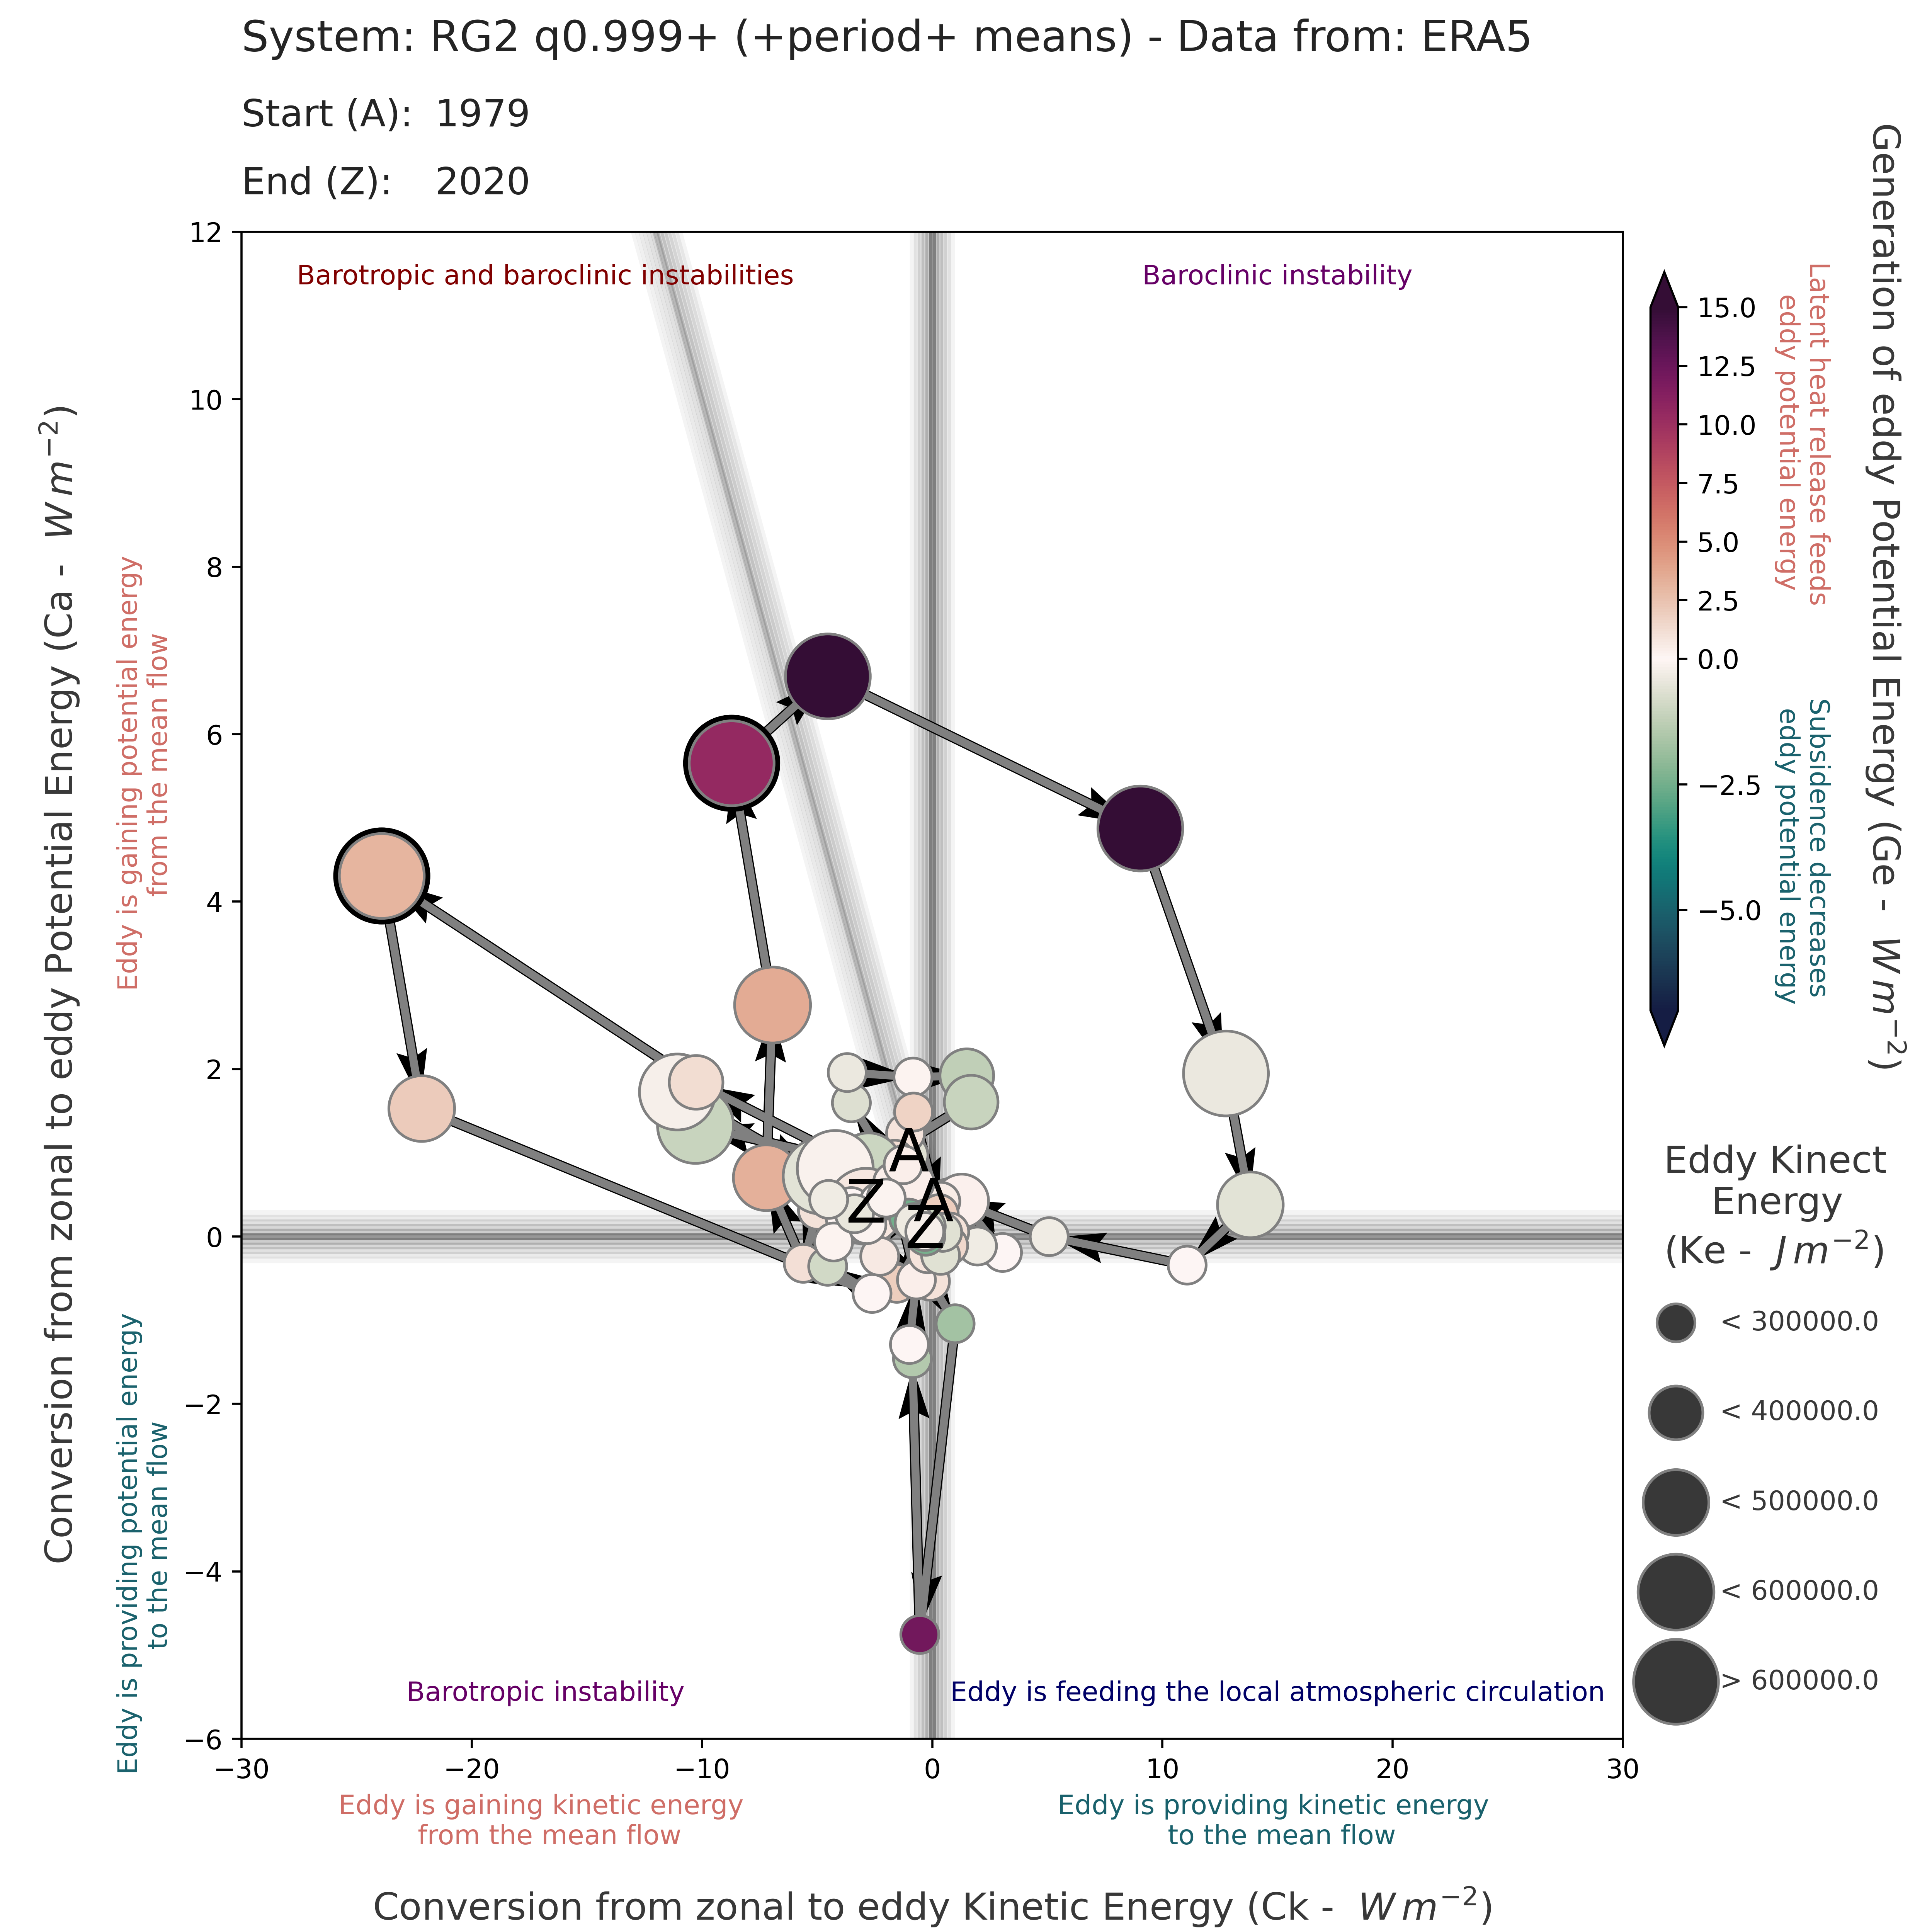 System: RG2 q0.999+ (+period+ means) - Data from: ERA5
Start (A): 1979
End (Z): 2020
Conversion from zonal to eddy Potential Energy (Ca - W m−2)
Eddy is gaining potential energy
from the mean flow
Eddy is providing potential energy
to the mean flow
12
10
8
6
4
2
0
−2
−4
−6
Barotropic and baroclinic instabilities
Baroclinic instability
A
A
Z
Z
Barotropic instability
Eddy is feeding the local atmospheric circulation
−30
−20
−10
0
10
20
30
Eddy is gaining kinetic energy
from the mean flow
Eddy is providing kinetic energy
to the mean flow
Conversion from zonal to eddy Kinetic Energy (Ck - W m−2)
15.0
12.5
10.0
7.5
5.0
2.5
0.0
−2.5
−5.0
Latent heat release feeds
eddy potential energy
Subsidence decreases
eddy potential energy
Generation of eddy Potential Energy (Ge - W m−2)
Eddy Kinect
Energy
(Ke - J m−2)
< 300000.0
< 400000.0
< 500000.0
< 600000.0
> 600000.0